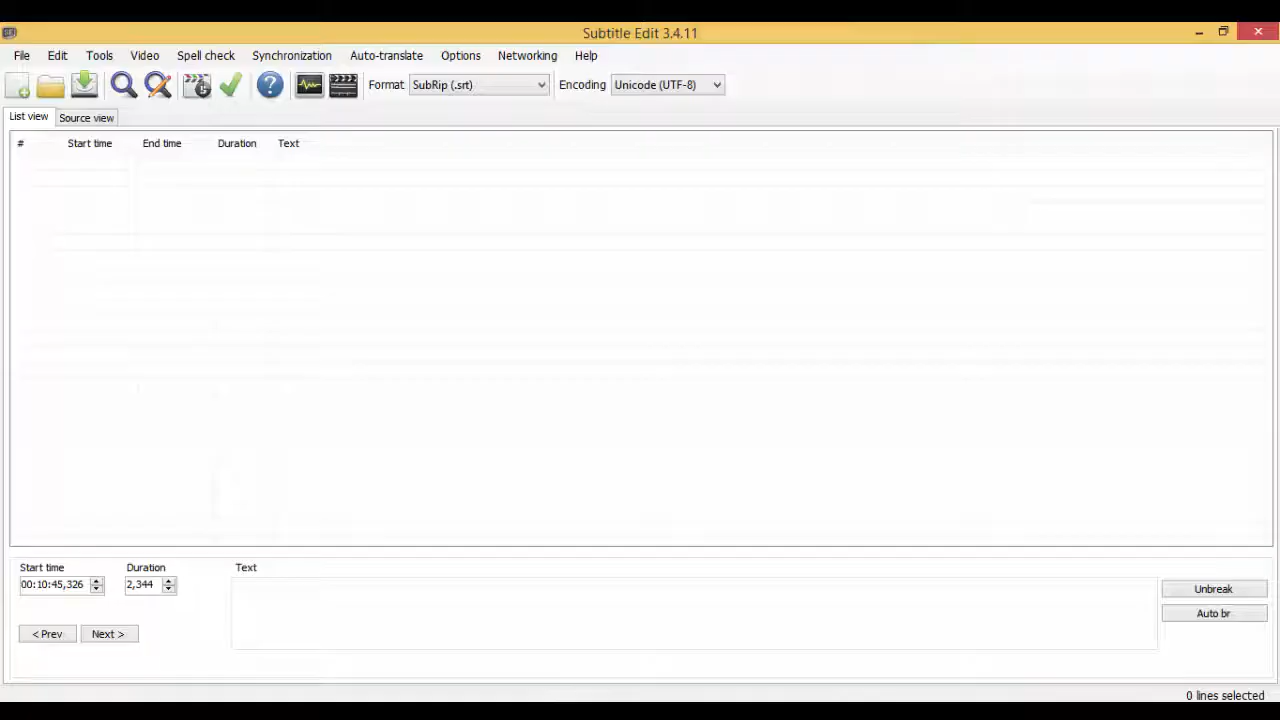 Subtitle Edit 3.4.11
File Edit Tools Video Spell check Synchronization Auto-translate Options Networking Help
Format SubRip (.srt) Encoding Unicode (UTF-8)
List view Source view
# Start time End time Duration Text
Start time Duration Text
00:10:45,326 2,344
Unbreak
Auto br
< Prev Next >
0 lines selected